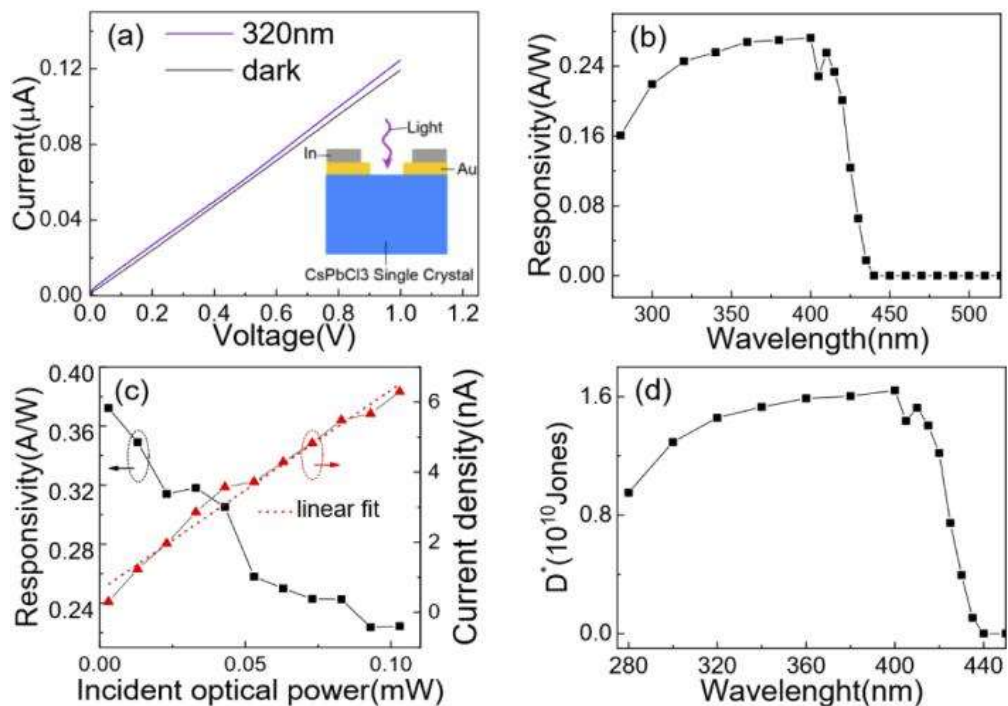 (a)
320nm
dark
Current(μA)
0.12
0.08
0.04
0.00
Light
In
Au
CsPbCl3 Single Crystal
0.0 0.2 0.4 0.6 0.8 1.0 1.2
Voltage(V)
(b)
Responsivity(A/W)
0.24
0.16
0.08
0.00
300 350 400 450 500
Wavelength(nm)
(c)
Responsivity(A/W)
0.40
0.36
0.32
0.28
0.24
Current density(nA)
6
4
2
0
linear fit
0.00 0.05 0.10
Incident optical power(mW)
(d)
D*(10¹⁰Jones)
1.6
0.8
0.0
280 320 360 400 440
Wavelenght(nm)